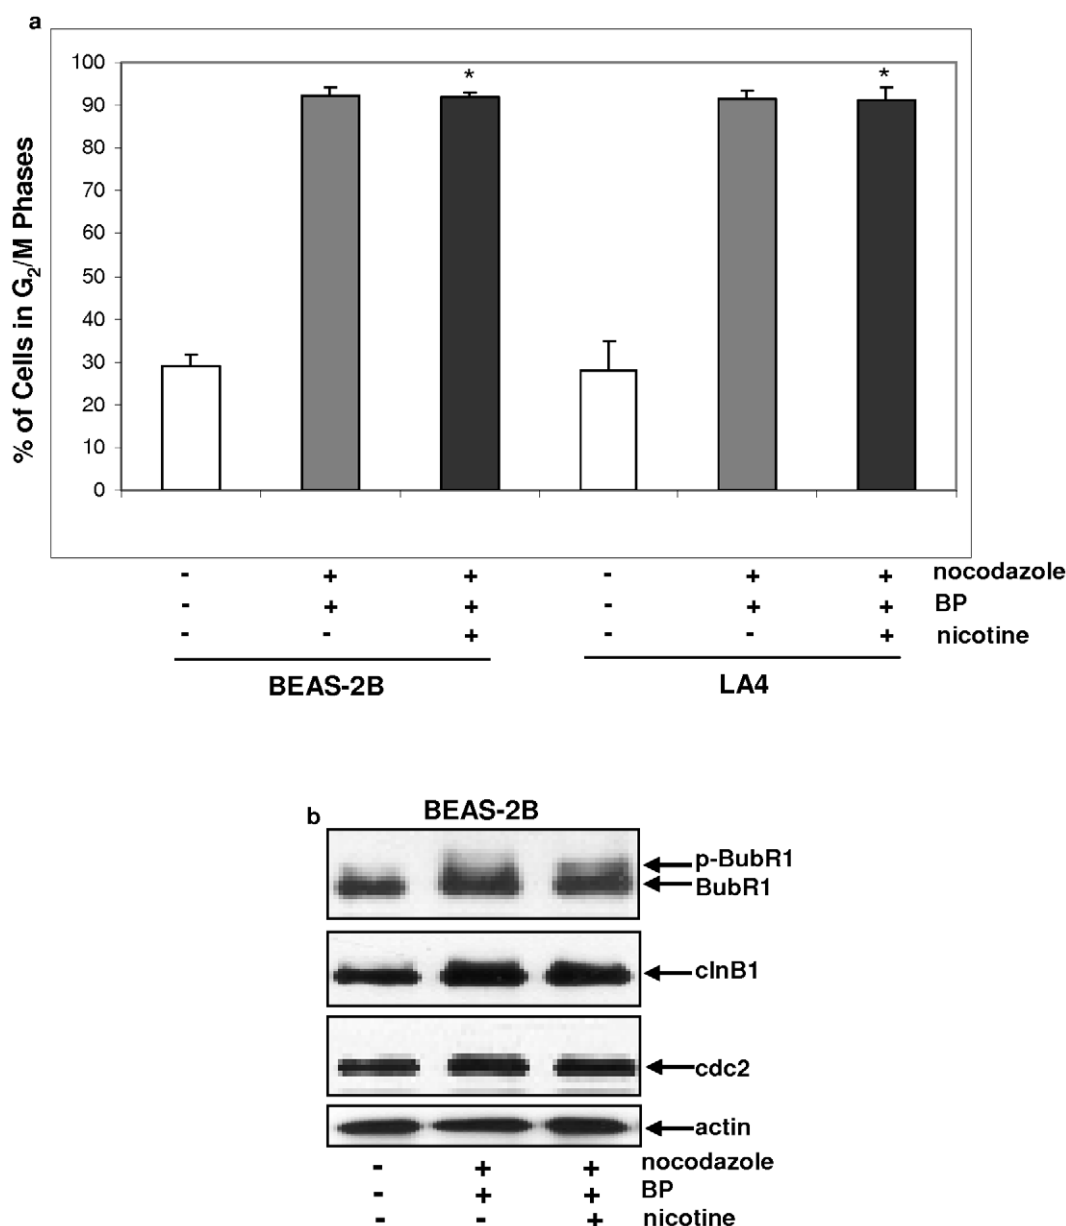 a
% of Cells in G2/M Phases
100
90
80
70
60
50
40
30
20
10
0
* *
- + + - + + nocodazole
- + + - + + BP
- - + - - + nicotine
BEAS-2B LA4
b
BEAS-2B
p-BubR1
BubR1
clnB1
cdc2
actin
- + + nocodazole
- + + BP
- - + nicotine